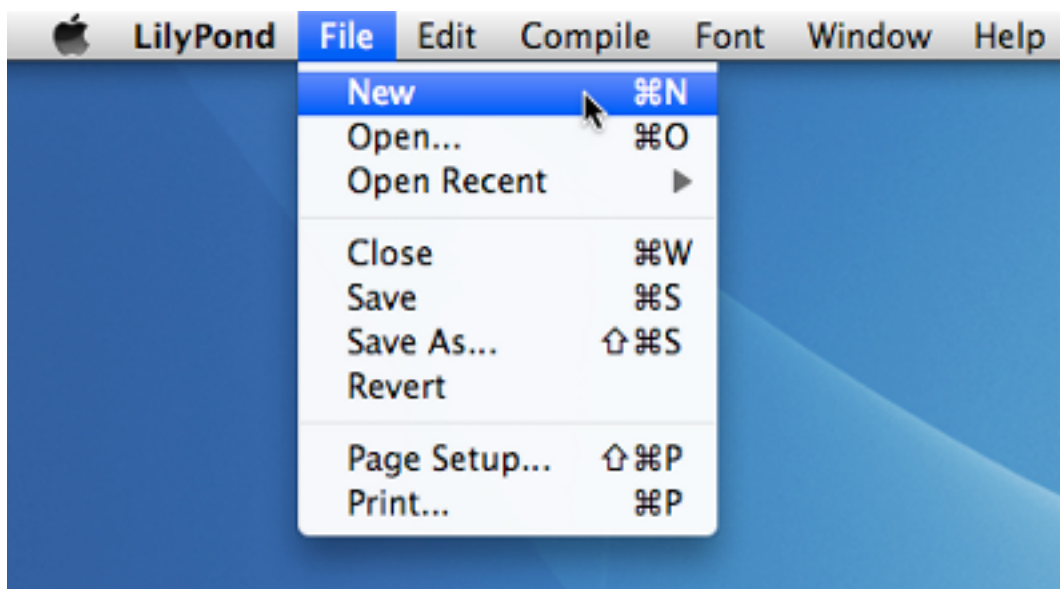 LilyPond File Edit Compile Font Window Help
New ⌘N
Open... ⌘O
Open Recent ▶
Close ⌘W
Save ⌘S
Save As... ⇧⌘S
Revert
Page Setup... ⇧⌘P
Print... ⌘P